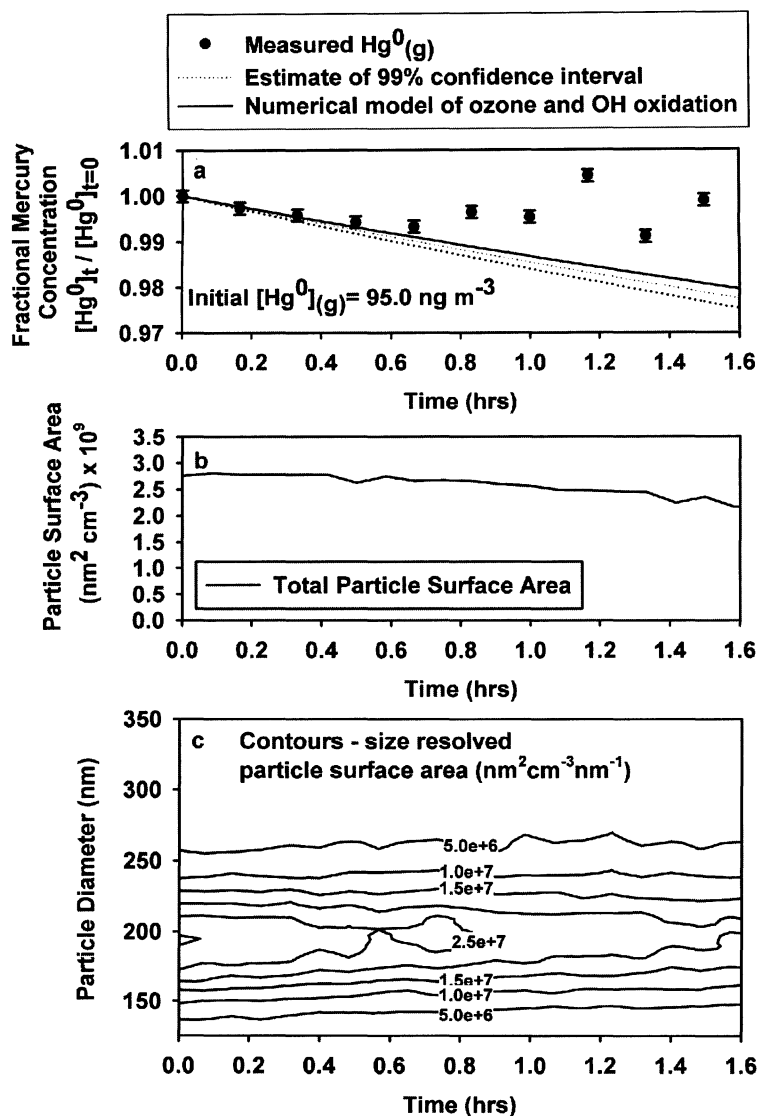 Measured Hg⁰(g)
Estimate of 99% confidence interval
Numerical model of ozone and OH oxidation
Fractional Mercury
Concentration
[Hg⁰]t / [Hg⁰]t=0
1.01
1.00
0.99
0.98
0.97
a
Initial [Hg⁰](g)= 95.0 ng m⁻³
0.0 0.2 0.4 0.6 0.8 1.0 1.2 1.4 1.6
Time (hrs)
Particle Surface Area
(nm² cm⁻³) x 10⁹
3.5
3.0
2.5
2.0
1.5
1.0
0.5
0.0
b
Total Particle Surface Area
0.0 0.2 0.4 0.6 0.8 1.0 1.2 1.4 1.6
Time (hrs)
Particle Diameter (nm)
350
300
250
200
150
c Contours - size resolved
particle surface area (nm²cm⁻³nm⁻¹)
5.0e+6
1.0e+7
1.5e+7
2.5e+7
1.5e+7
1.0e+7
5.0e+6
0.0 0.2 0.4 0.6 0.8 1.0 1.2 1.4 1.6
Time (hrs)